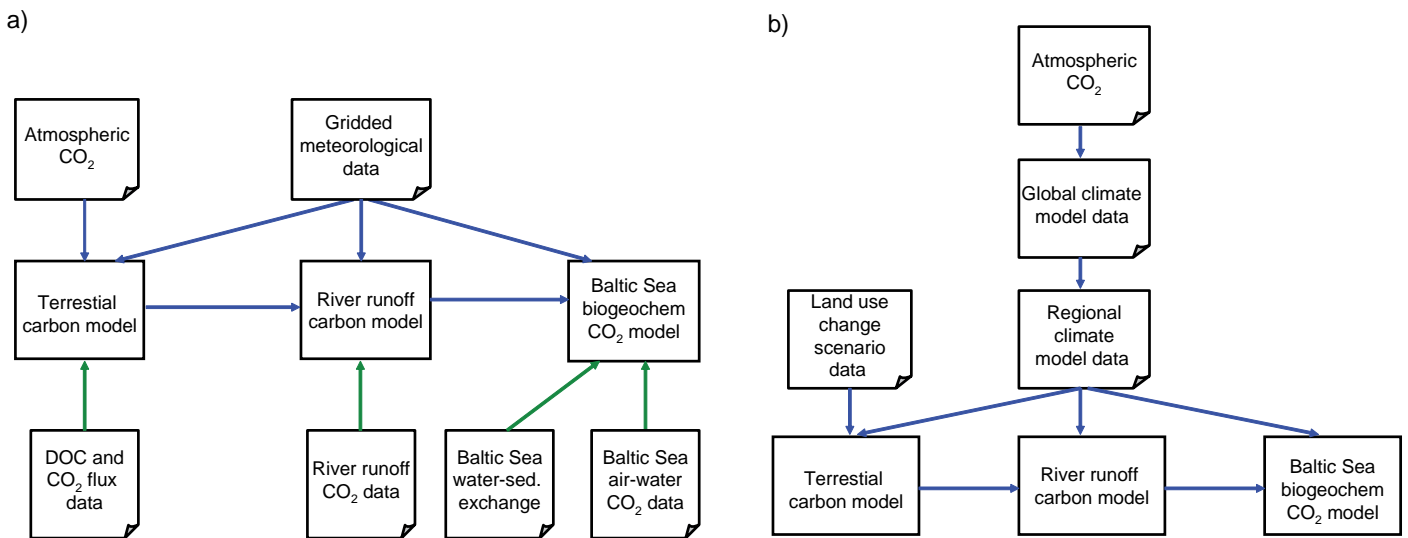 a)
Atmospheric
CO₂
Gridded
meteorological
data
Terrestial
carbon model
River runoff
carbon model
Baltic Sea
biogeochem
CO₂ model
DOC and
CO₂ flux
data
River runoff
CO₂ data
Baltic Sea
water-sed.
exchange
Baltic Sea
air-water
CO₂ data
b)
Atmospheric
CO₂
Global climate
model data
Land use
change
scenario
data
Regional
climate
model data
Terrestial
carbon model
River runoff
carbon model
Baltic Sea
biogeochem
CO₂ model